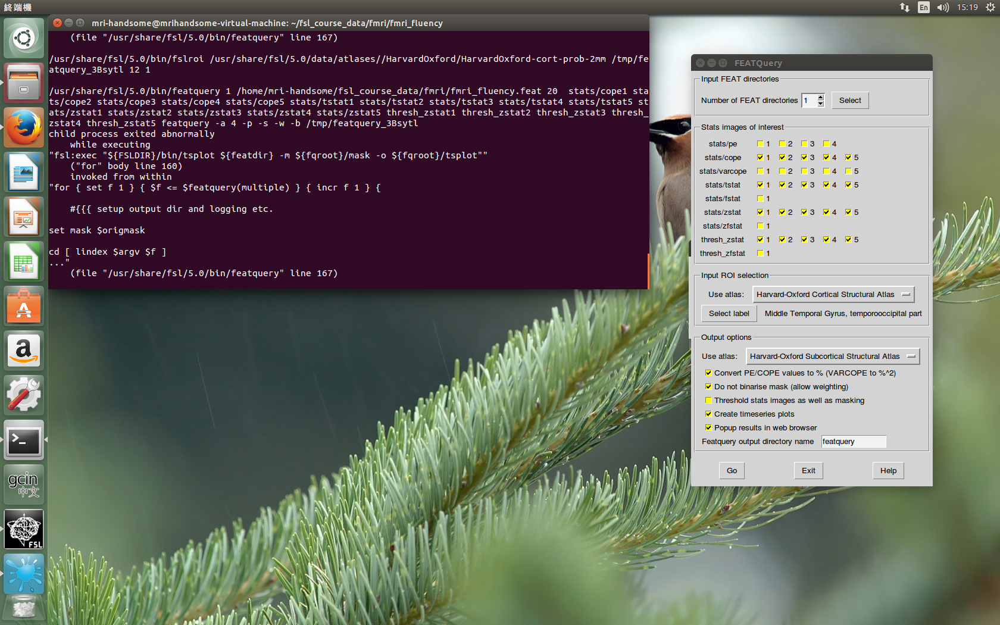 終端機
En
15:19
mri-handsome@mrihandsome-virtual-machine: ~/fsl_course_data/fmri/fmri_fluency
(file "/usr/share/fsl/5.0/bin/featquery" line 167)
/usr/share/fsl/5.0/bin/fslroi /usr/share/fsl/5.0/data/atlases//HarvardOxford/HarvardOxford-cort-prob-2mm /tmp/fe
atquery_3Bsytl 12 1
/usr/share/fsl/5.0/bin/featquery 1 /home/mri-handsome/fsl_course_data/fmri/fmri_fluency.feat 20  stats/cope1 sta
ts/cope2 stats/cope3 stats/cope4 stats/cope5 stats/tstat1 stats/tstat2 stats/tstat3 stats/tstat4 stats/tstat5 st
ats/zstat1 stats/zstat2 stats/zstat3 stats/zstat4 stats/zstat5 thresh_zstat1 thresh_zstat2 thresh_zstat3 thresh_
zstat4 thresh_zstat5 featquery -a 4 -p -s -w -b /tmp/featquery_3Bsytl
child process exited abnormally
while executing
"fsl:exec "${FSLDIR}/bin/tsplot ${featdir} -m ${fqroot}/mask -o ${fqroot}/tsplot""
("for" body line 160)
invoked from within
"for { set f 1 } { $f <= $featquery(multiple) } { incr f 1 } {
#{{{ setup output dir and logging etc.
set mask $origmask
cd [ lindex $argv $f ]
..."
(file "/usr/share/fsl/5.0/bin/featquery" line 167)
FEATQuery
Input FEAT directories
Number of FEAT directories 1 Select
Stats images of interest
stats/pe 1 2 3 4
stats/cope 1 2 3 4 5
stats/varcope 1 2 3 4 5
stats/tstat 1 2 3 4 5
stats/fstat 1
stats/zstat 1 2 3 4 5
stats/zfstat 1
thresh_zstat 1 2 3 4 5
thresh_zfstat 1
Input ROI selection
Use atlas: Harvard-Oxford Cortical Structural Atlas
Select label Middle Temporal Gyrus, temporooccipital part
Output options
Use atlas: Harvard-Oxford Subcortical Structural Atlas
Convert PE/COPE values to % (VARCOPE to %^2)
Do not binarise mask (allow weighting)
Threshold stats images as well as masking
Create timeseries plots
Popup results in web browser
Featquery output directory name featquery
Go Exit Help
gcin
中文
FSL